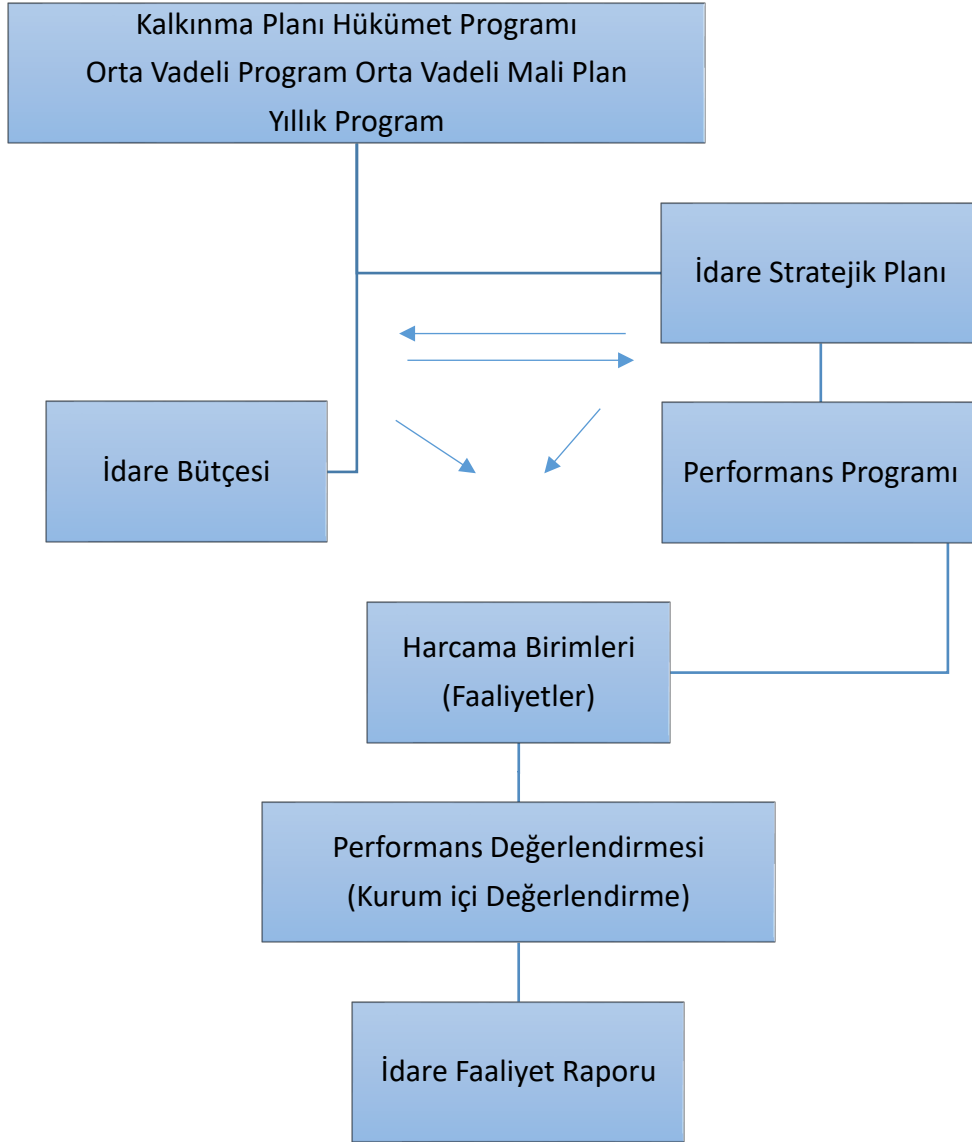 Kalkınma Planı Hükümet Programı
Orta Vadeli Program Orta Vadeli Mali Plan
Yıllık Program
İdare Stratejik Planı
İdare Bütçesi
Performans Programı
Harcama Birimleri
(Faaliyetler)
Performans Değerlendirmesi
(Kurum içi Değerlendirme)
İdare Faaliyet Raporu